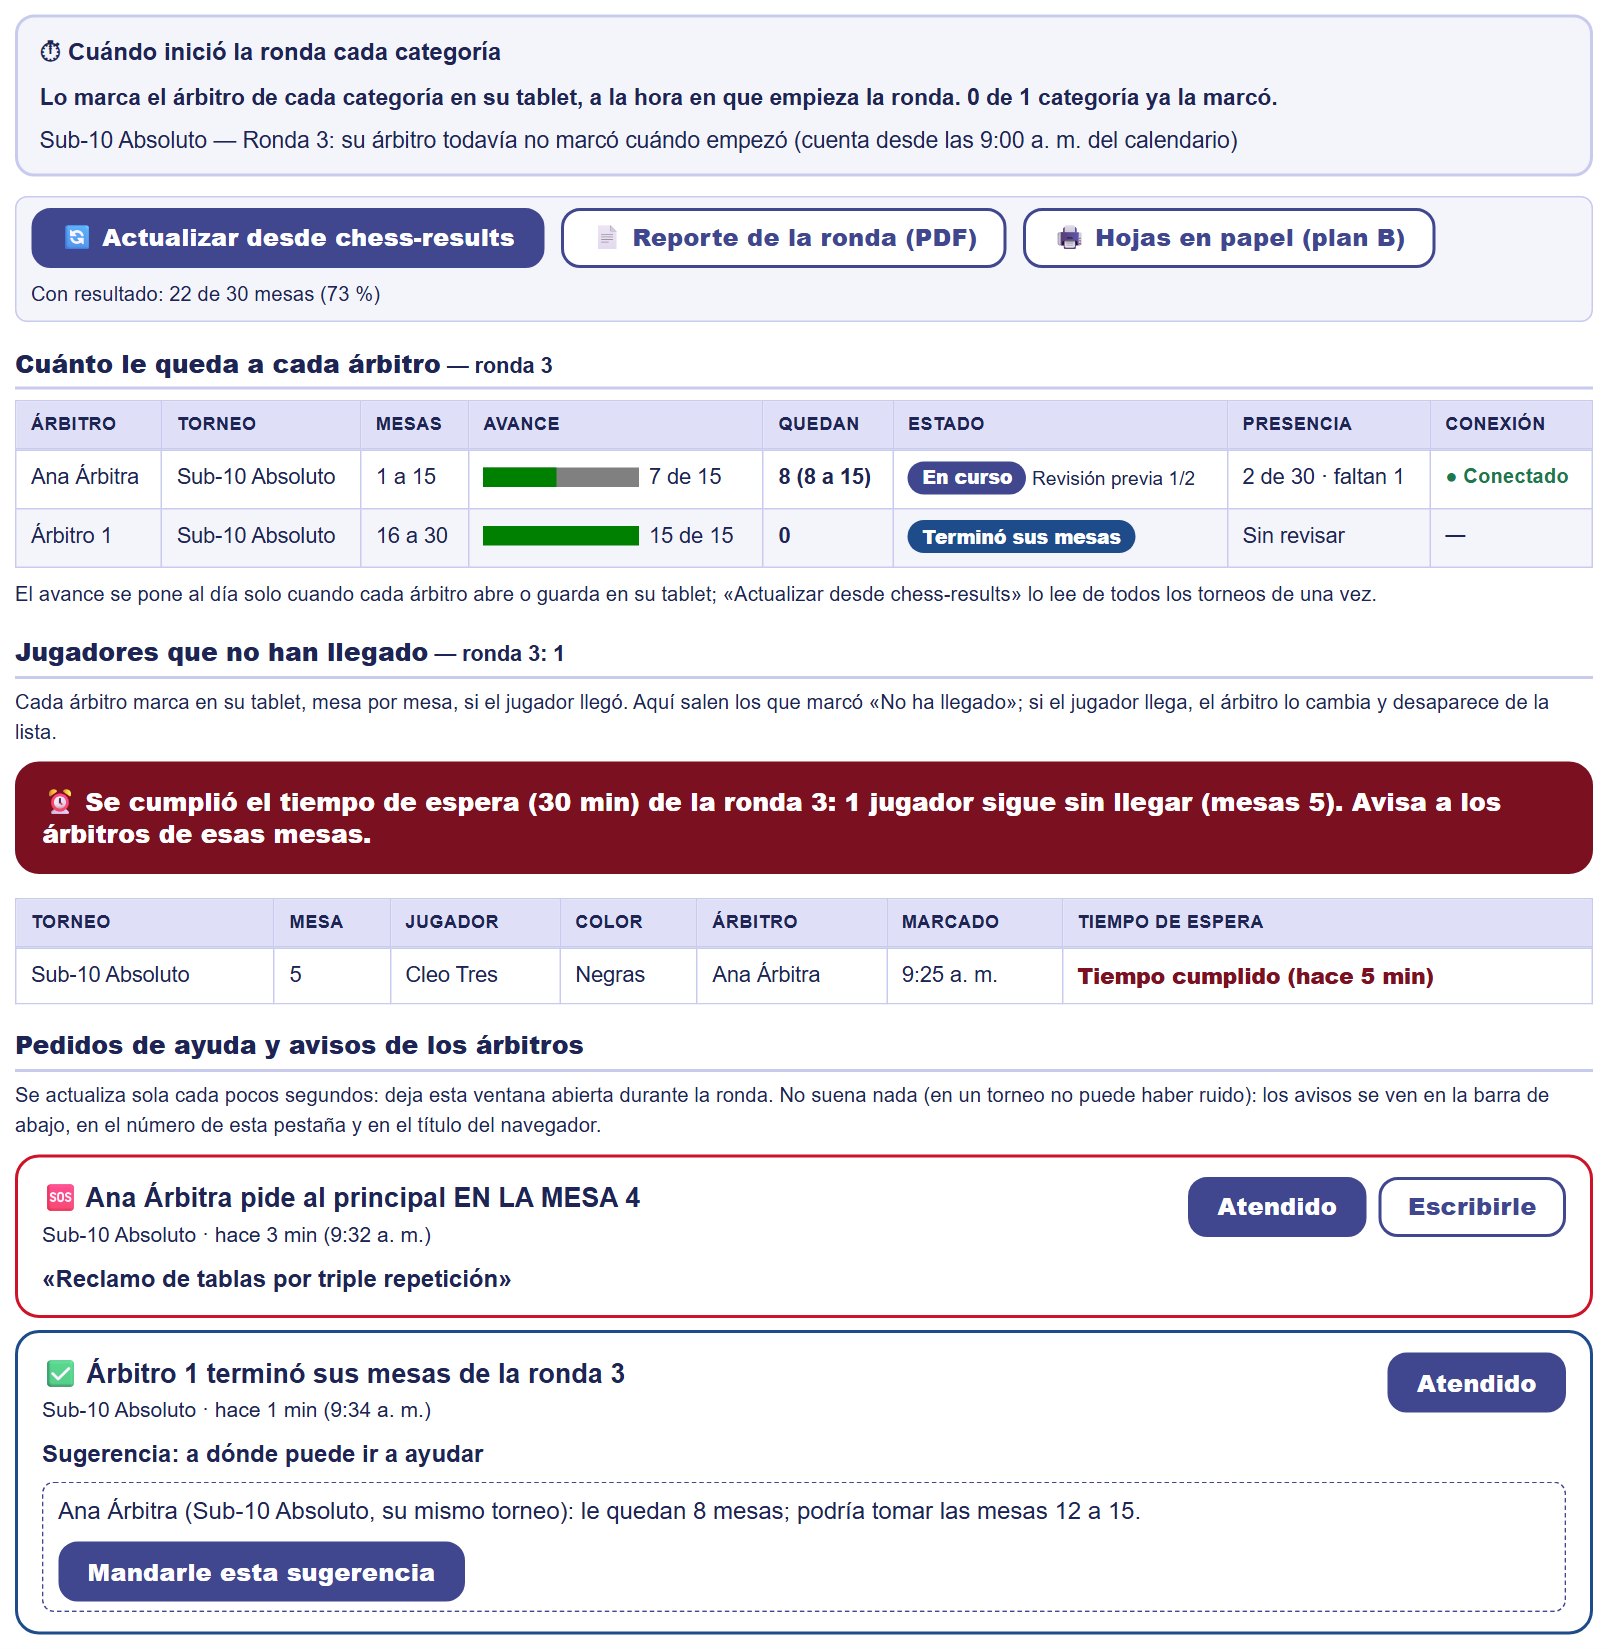 Cuándo inició la ronda cada categoría
Lo marca el árbitro de cada categoría en su tablet, a la hora en que empieza la ronda. 0 de 1 categoría ya la marcó.
Sub-10 Absoluto — Ronda 3: su árbitro todavía no marcó cuándo empezó (cuenta desde las 9:00 a. m. del calendario)
Actualizar desde chess-results Reporte de la ronda (PDF) Hojas en papel (plan B)
Con resultado: 22 de 30 mesas (73 %)
Cuánto le queda a cada árbitro — ronda 3
ÁRBITRO TORNEO MESAS AVANCE QUEDAN ESTADO PRESENCIA CONEXIÓN
Ana Árbitra Sub-10 Absoluto 1 a 15 7 de 15 8 (8 a 15) En curso Revisión previa 1/2 2 de 30 · faltan 1 ● Conectado
Árbitro 1 Sub-10 Absoluto 16 a 30 15 de 15 0 Terminó sus mesas Sin revisar —
El avance se pone al día solo cuando cada árbitro abre o guarda en su tablet; «Actualizar desde chess-results» lo lee de todos los torneos de una vez.
Jugadores que no han llegado — ronda 3: 1
Cada árbitro marca en su tablet, mesa por mesa, si el jugador llegó. Aquí salen los que marcó «No ha llegado»; si el jugador llega, el árbitro lo cambia y desaparece de la
lista.
Se cumplió el tiempo de espera (30 min) de la ronda 3: 1 jugador sigue sin llegar (mesas 5). Avisa a los
árbitros de esas mesas.
TORNEO MESA JUGADOR COLOR ÁRBITRO MARCADO TIEMPO DE ESPERA
Sub-10 Absoluto 5 Cleo Tres Negras Ana Árbitra 9:25 a. m. Tiempo cumplido (hace 5 min)
Pedidos de ayuda y avisos de los árbitros
Se actualiza sola cada pocos segundos: deja esta ventana abierta durante la ronda. No suena nada (en un torneo no puede haber ruido): los avisos se ven en la barra de
abajo, en el número de esta pestaña y en el título del navegador.
SOS Ana Árbitra pide al principal EN LA MESA 4 Atendido Escribirle
Sub-10 Absoluto · hace 3 min (9:32 a. m.)
«Reclamo de tablas por triple repetición»
Árbitro 1 terminó sus mesas de la ronda 3 Atendido
Sub-10 Absoluto · hace 1 min (9:34 a. m.)
Sugerencia: a dónde puede ir a ayudar
Ana Árbitra (Sub-10 Absoluto, su mismo torneo): le quedan 8 mesas; podría tomar las mesas 12 a 15.
Mandarle esta sugerencia